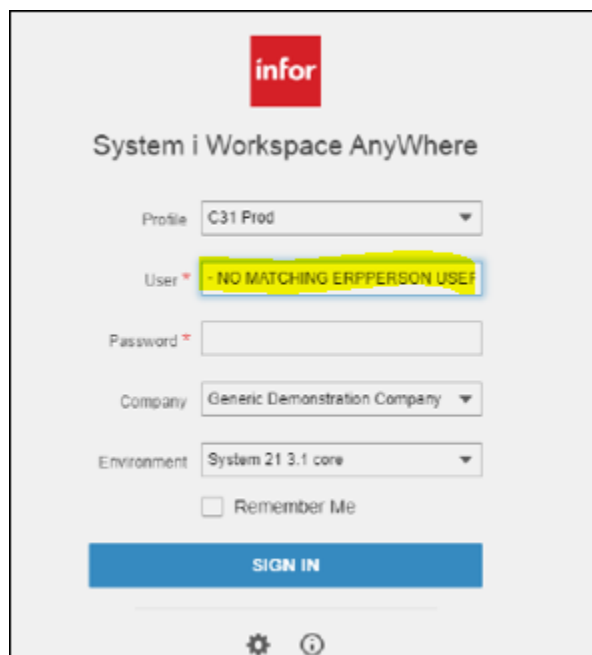 infor
System i Workspace AnyWhere
Profile C31 Prod
User * - NO MATCHING ERPPERSON USER
Password *
Company Generic Demonstration Company
Environment System 21 3.1 core
Remember Me
SIGN IN